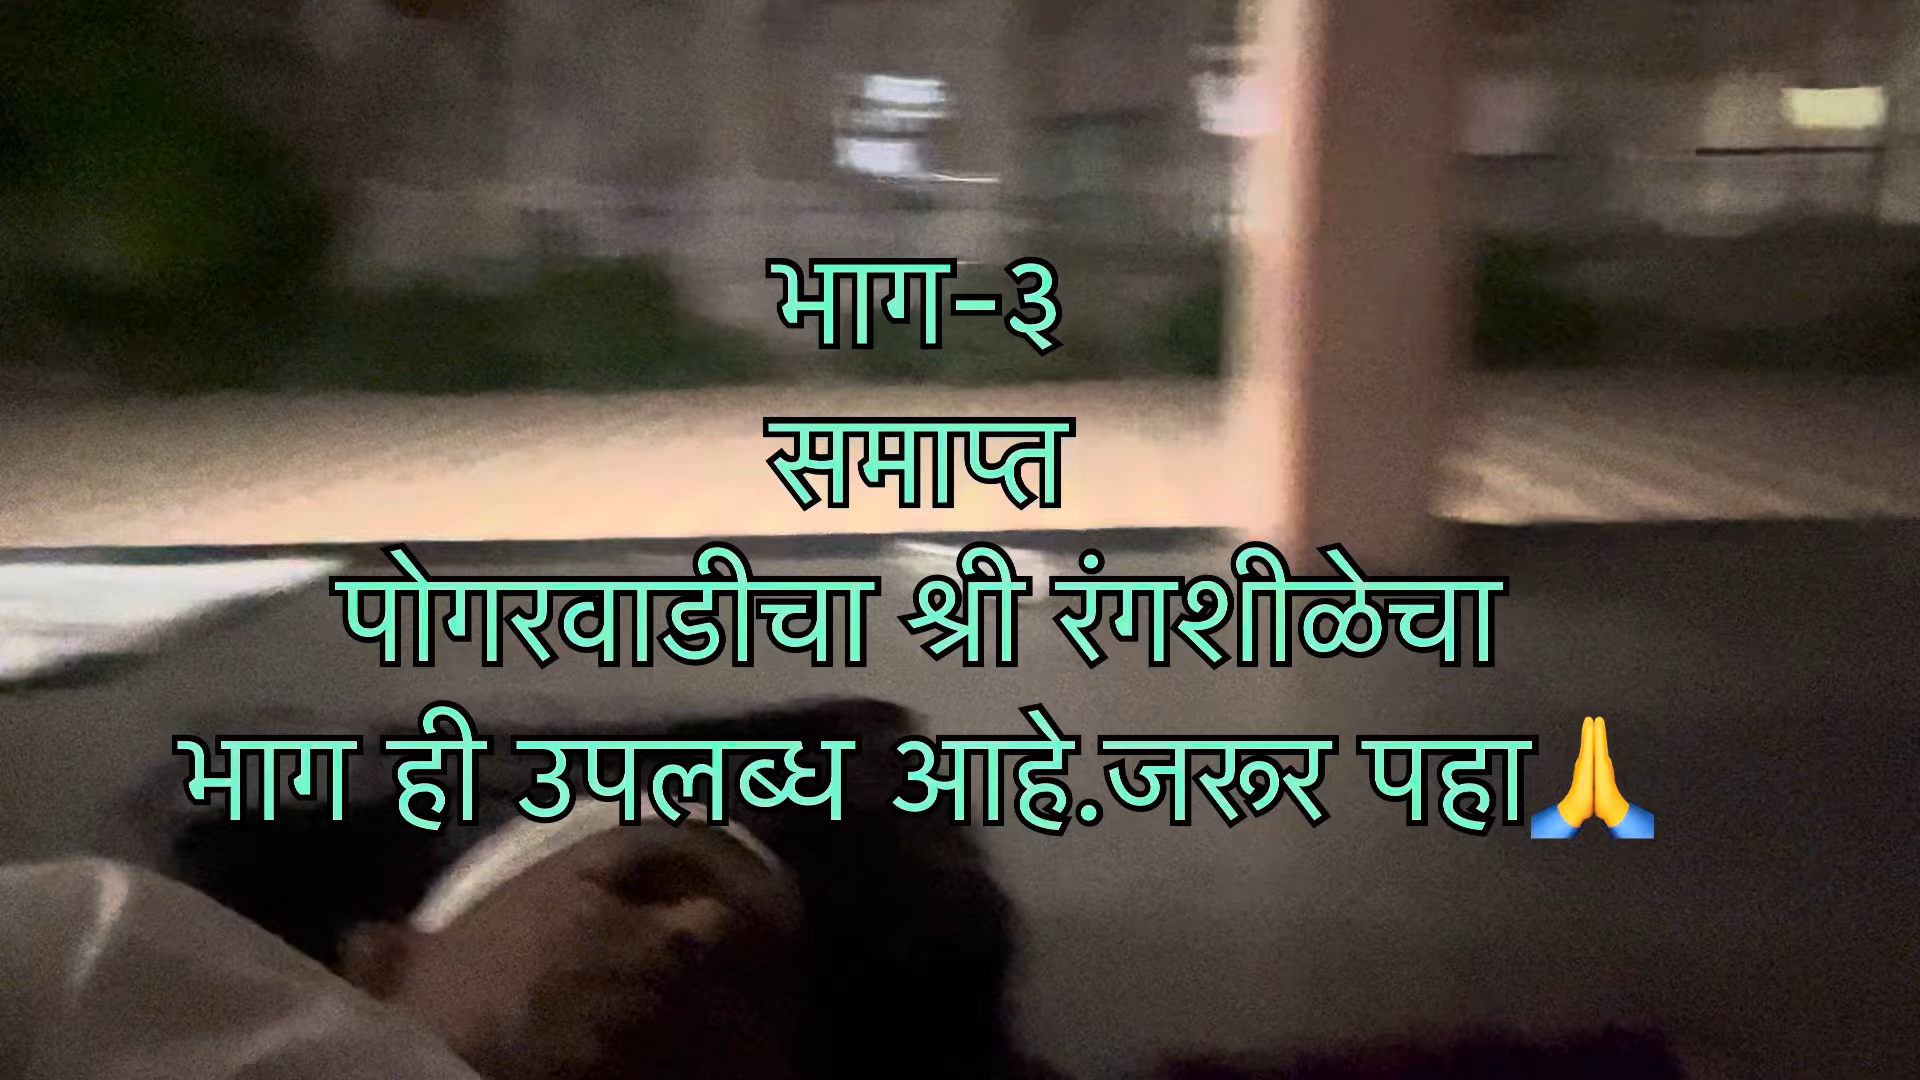 भाग-३
समाप्त
पोगरवाडीचा श्री रंगशीळेचा
भाग ही उपलब्ध आहे.जरूर पहा🙏